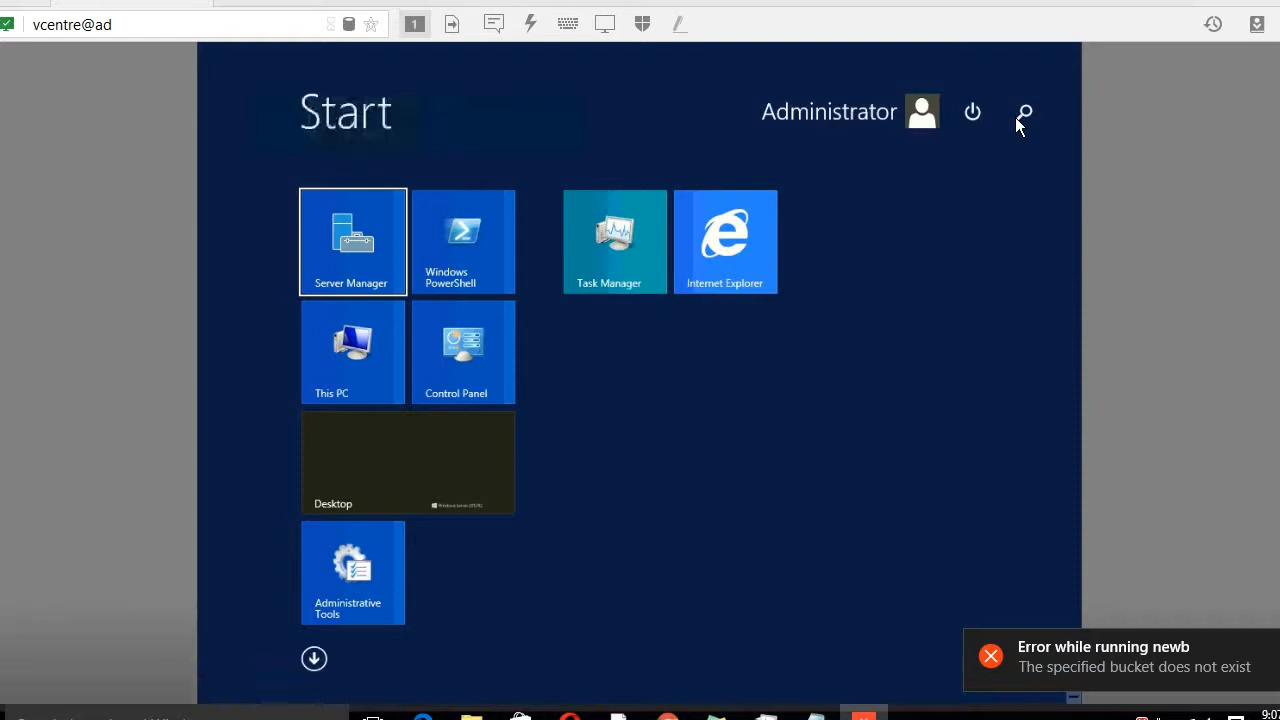 vcentre@ad
1
Start
Administrator
Server Manager
Windows
PowerShell
Task Manager
Internet Explorer
This PC
Control Panel
Desktop
Administrative
Tools
Error while running newb
The specified bucket does not exist